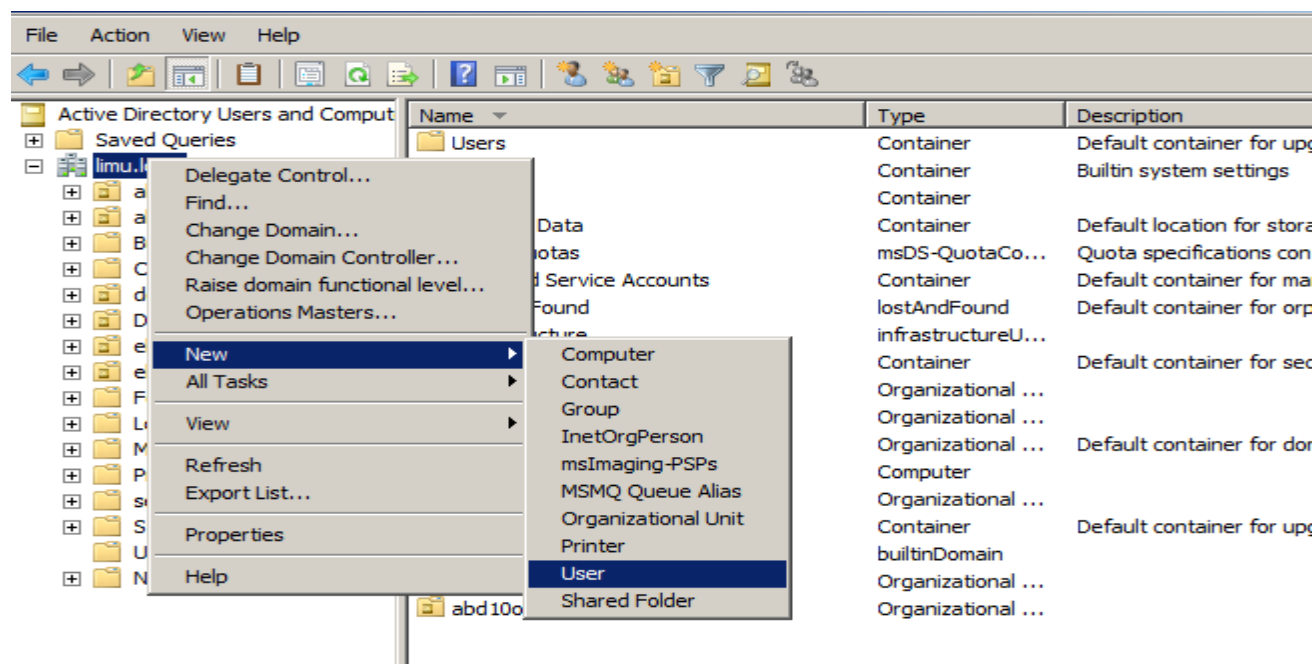 File Action View Help
Active Directory Users and Comput
Name Type Description
Saved Queries
Users Container Default container for upg
limu.l
Container Builtin system settings
Delegate Control...
Find...
Container
Change Domain...
Data Container Default location for stora
Change Domain Controller...
msDS-QuotaCo... Quota specifications con
Raise domain functional level...
Service Accounts Container Default container for ma
Operations Masters...
Found lostAndFound Default container for orp
infrastructureU...
New
Computer
Container Default container for sec
All Tasks
Contact
Organizational ...
Group
Organizational ...
View
InetOrgPerson
Organizational ... Default container for dor
Refresh
msImaging-PSPs
Computer
Export List...
MSMQ Queue Alias
Organizational ...
Organizational Unit
Container Default container for upg
Properties
Printer
builtinDomain
Help
User
Organizational ...
Shared Folder
abd10o
Organizational ...